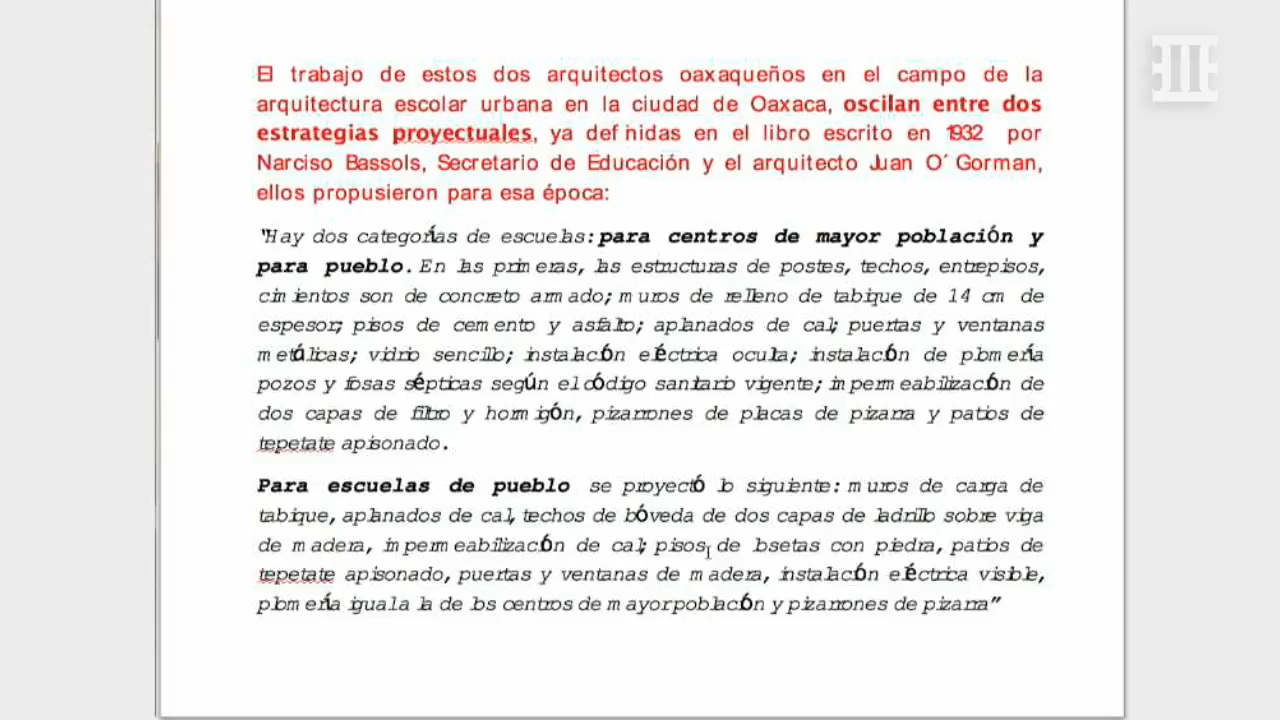 El trabajo de estos dos arquitectos oaxaqueños en el campo de la
arquitectura escolar urbana en la ciudad de Oaxaca, oscilan entre dos
estrategias proyectuales, ya definidas en el libro escrito en 1932 por
Narciso Bassols, Secretario de Educación y el arquitecto Juan O´Gorman,
ellos propusieron para esa época:
"Hay dos categorías de escuelas: para centros de mayor población y
para pueblo. En las primeras, las estructuras de postes, techos, entrepisos,
cimientos son de concreto armado; muros de relleno de tabique de 14 cm de
espesor; pisos de cemento y asfalto; aplanados de cal; puertas y ventanas
metálicas; vidrio sencillo; instalación eléctrica oculta; instalación de plomería
pozos y fosas sépticas según el código sanitario vigente; impermeabilización de
dos capas de filtro y hormigón, pizarrones de placas de pizarra y patios de
tepetate apisonado.
Para escuelas de pueblo se proyectó lo siguiente: muros de carga de
tabique, aplanados de cal, techos de bóveda de dos capas de ladrillo sobre viga
de madera, impermeabilización de cal; pisos de losetas con piedra, patios de
tepetate apisonado, puertas y ventanas de madera, instalación eléctrica visible,
plomería igual a la de los centros de mayor población y pizarrones de pizarra"